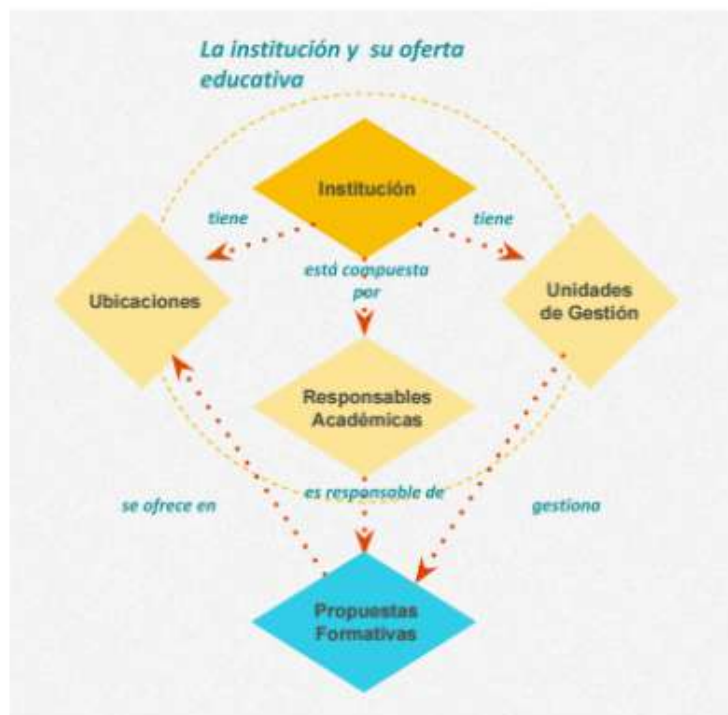 La institución y su oferta
educativa
Institución
tiene
tiene
está compuesta
por
Ubicaciones
Unidades
de Gestión
Responsables
Académicas
se ofrece en
es responsable de
gestiona
Propuestas
Formativas